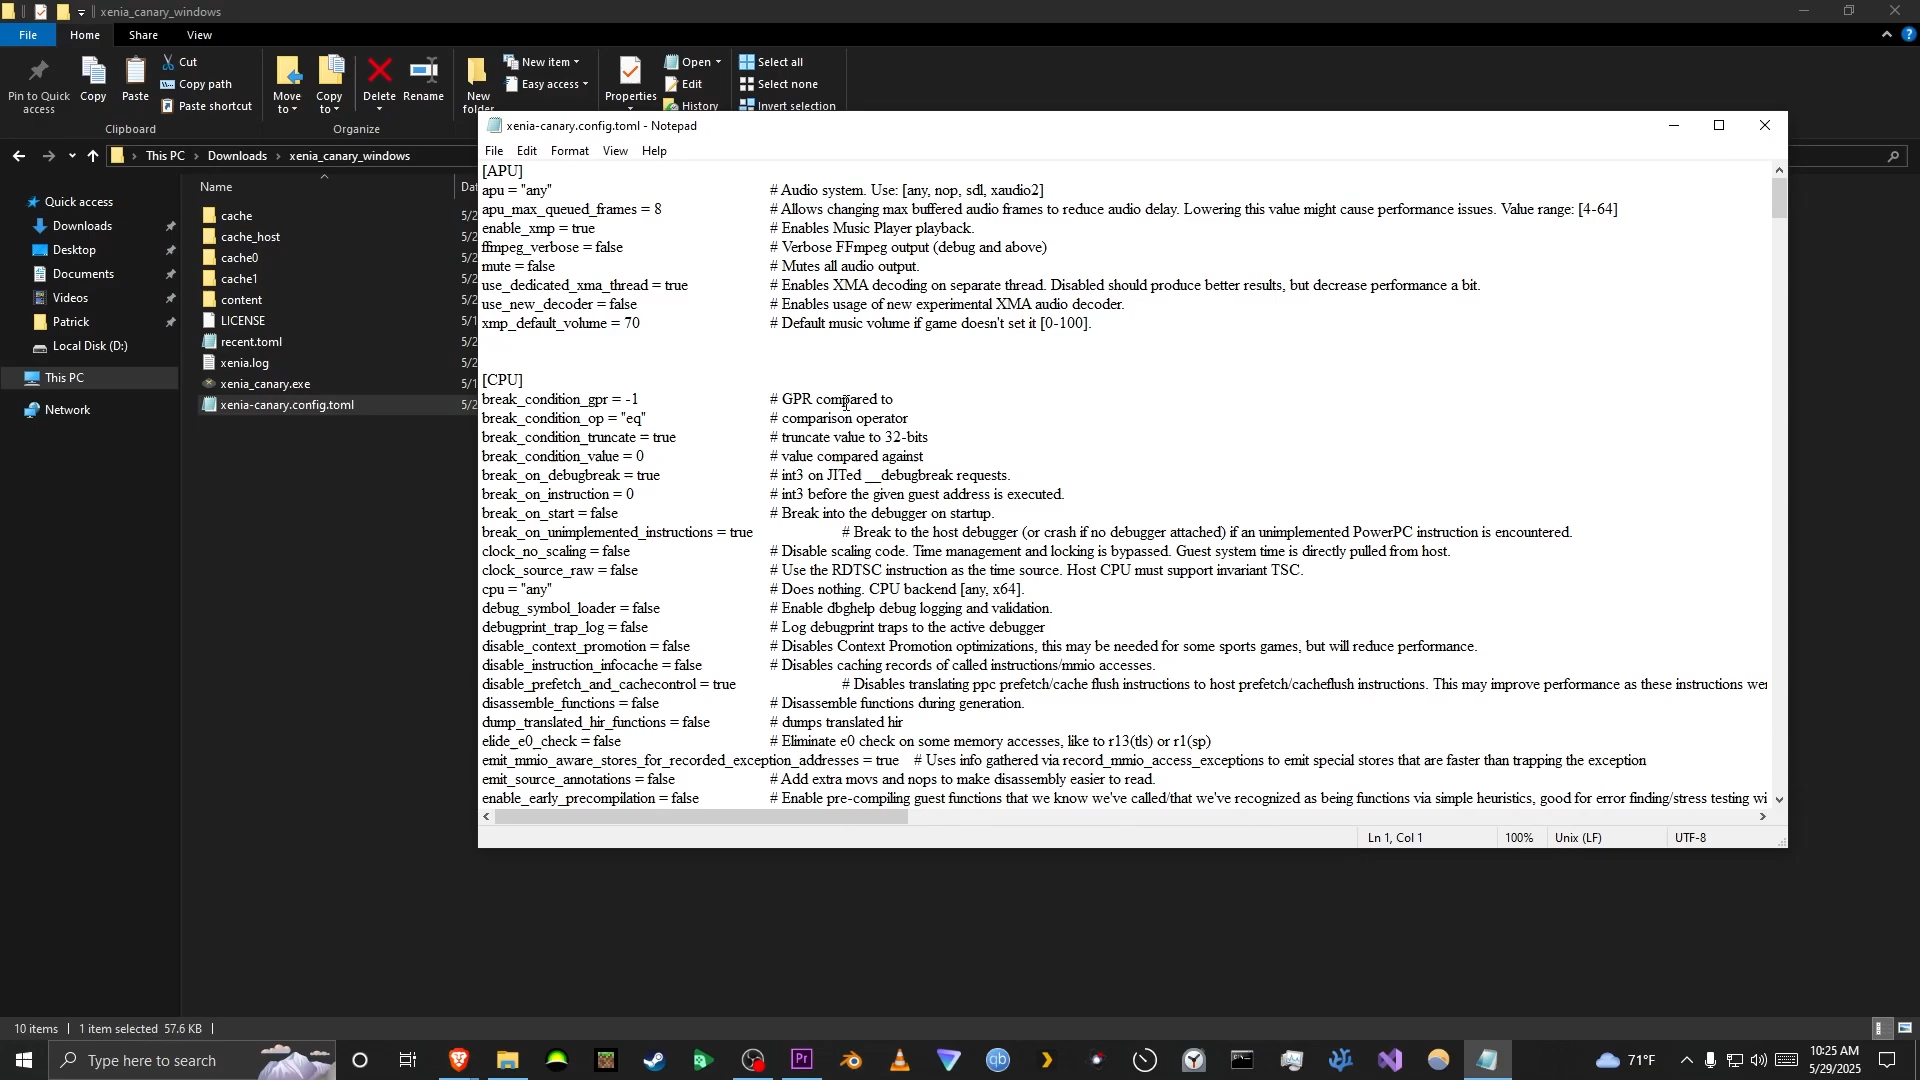 xenia_canary_windows
File
Home
Share
View
Pin to Quick access
Copy
Paste
Cut
Copy path
Paste shortcut
Move to
Copy to
Delete
Rename
New folder
New item
Easy access
Properties
Open
Edit
History
Select all
Select none
Invert selection
Clipboard
Organize
This PC
Downloads
xenia_canary_windows
Quick access
Downloads
Desktop
Documents
Videos
Patrick
Local Disk (D:)
This PC
Network
Name
cache
cache_host
cache0
cache1
content
LICENSE
recent.toml
xenia.log
xenia_canary.exe
xenia-canary.config.toml
xenia-canary.config.toml - Notepad
File Edit Format View Help
[APU]
apu = "any" # Audio system. Use: [any, nop, sdl, xaudio2]
apu_max_queued_frames = 8 # Allows changing max buffered audio frames to reduce audio delay. Lowering this value might cause performance issues. Value range: [4-64]
enable_xmp = true # Enables Music Player playback.
ffmpeg_verbose = false # Verbose FFmpeg output (debug and above)
mute = false # Mutes all audio output.
use_dedicated_xma_thread = true # Enables XMA decoding on separate thread. Disabled should produce better results, but decrease performance a bit.
use_new_decoder = false # Enables usage of new experimental XMA audio decoder.
xmp_default_volume = 70 # Default music volume if game doesn't set it [0-100].
[CPU]
break_condition_gpr = -1 # GPR compared to
break_condition_op = "eq" # comparison operator
break_condition_truncate = true # truncate value to 32-bits
break_condition_value = 0 # value compared against
break_on_debugbreak = true # int3 on JITed __debugbreak requests.
break_on_instruction = 0 # int3 before the given guest address is executed.
break_on_start = false # Break into the debugger on startup.
break_on_unimplemented_instructions = true # Break to the host debugger (or crash if no debugger attached) if an unimplemented PowerPC instruction is encountered.
clock_no_scaling = false # Disable scaling code. Time management and locking is bypassed. Guest system time is directly pulled from host.
clock_source_raw = false # Use the RDTSC instruction as the time source. Host CPU must support invariant TSC.
cpu = "any" # Does nothing. CPU backend [any, x64].
debug_symbol_loader = false # Enable dbghelp debug logging and validation.
debugprint_trap_log = false # Log debugprint traps to the active debugger
disable_context_promotion = false # Disables Context Promotion optimizations, this may be needed for some sports games, but will reduce performance.
disable_instruction_infocache = false # Disables caching records of called instructions/mmio accesses.
disable_prefetch_and_cachecontrol = true # Disables translating ppc prefetch/cache flush instructions to host prefetch/cacheflush instructions. This may improve performance as these instructions wer
disassemble_functions = false # Disassemble functions during generation.
dump_translated_hir_functions = false # dumps translated hir
elide_e0_check = false # Eliminate e0 check on some memory accesses, like to r13(tls) or r1(sp)
emit_mmio_aware_stores_for_recorded_exception_addresses = true # Uses info gathered via record_mmio_access_exceptions to emit special stores that are faster than trapping the exception
emit_source_annotations = false # Add extra movs and nops to make disassembly easier to read.
enable_early_precompilation = false # Enable pre-compiling guest functions that we know we've called/that we've recognized as being functions via simple heuristics, good for error finding/stress testing wi
Ln 1, Col 1
100%
Unix (LF)
UTF-8
10 items
1 item selected 57.6 KB
Type here to search
71°F
10:25 AM
5/29/2025